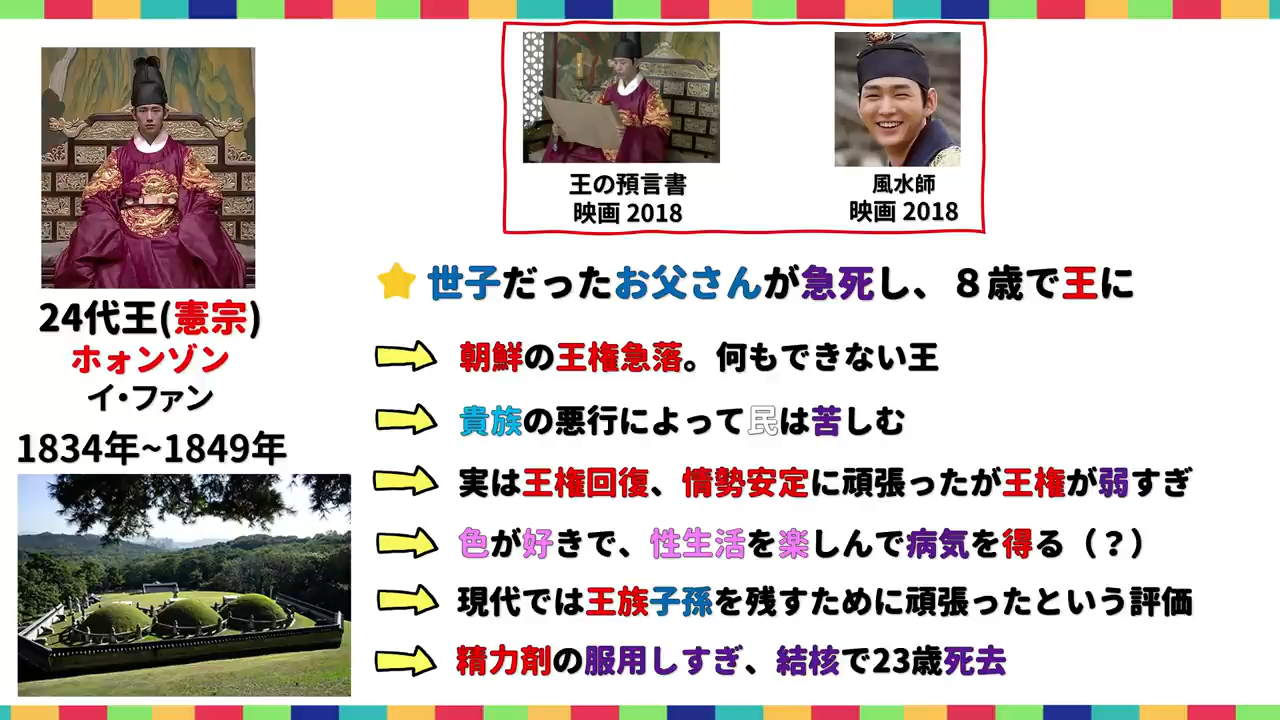 王の預言書
映画 2018
風水師
映画 2018
24代王(憲宗)
ホォンゾン
イ・ファン
1834年~1849年
世子だったお父さんが急死し、８歳で王に
朝鮮の王権急落。何もできない王
貴族の悪行によって民は苦しむ
実は王権回復、情勢安定に頑張ったが王権が弱すぎ
色が好きで、性生活を楽しんで病気を得る（？）
現代では王族子孫を残すために頑張ったという評価
精力剤の服用しすぎ、結核で23歳死去